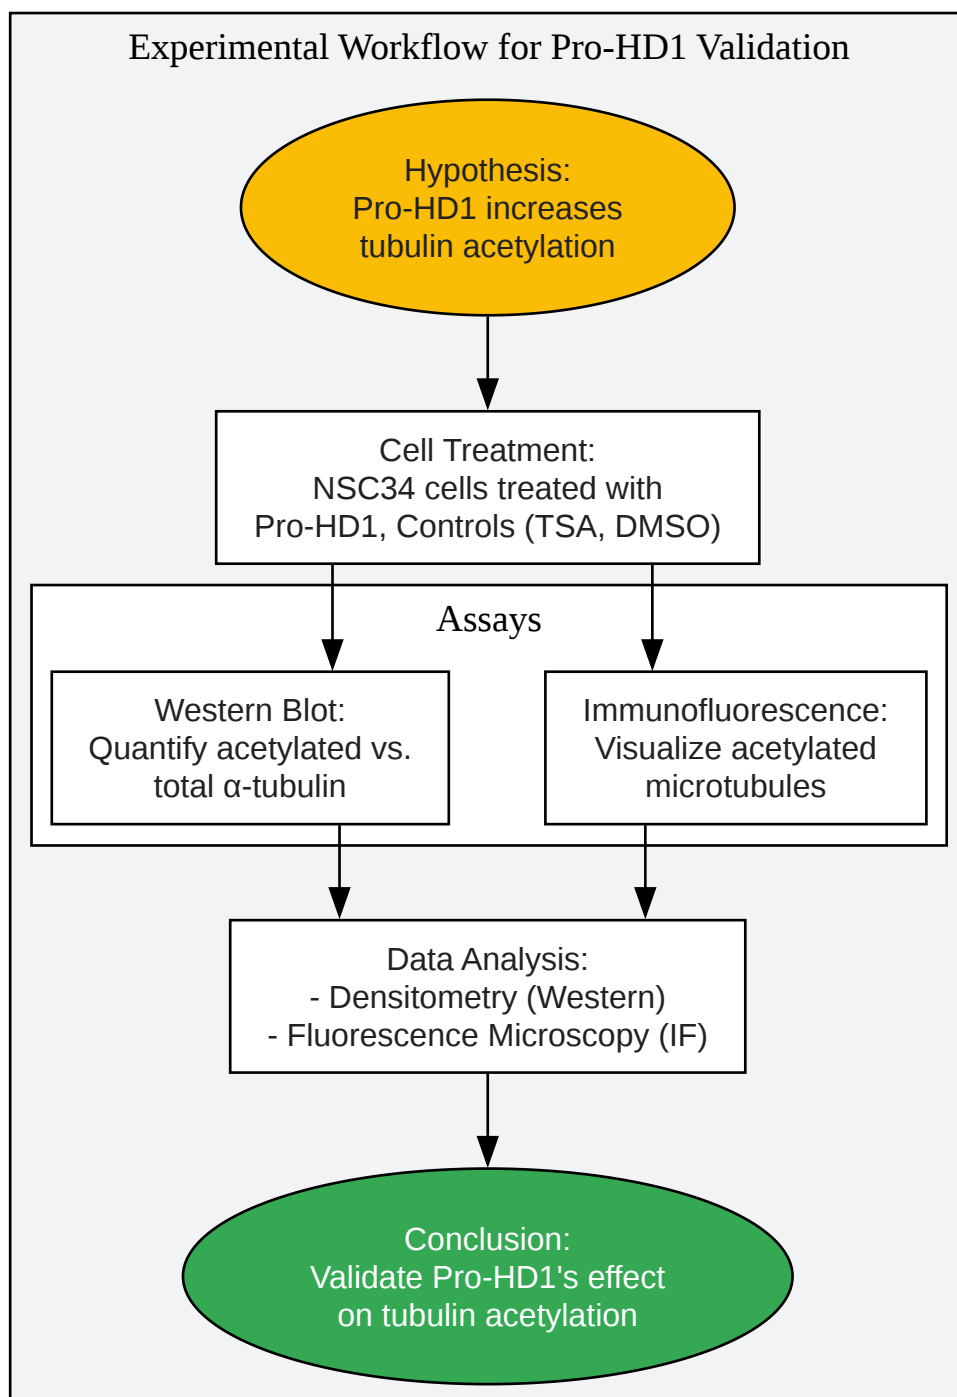 Experimental Workflow for Pro-HD1 Validation
Hypothesis:
Pro-HD1 increases
tubulin acetylation
Cell Treatment:
NSC34 cells treated with
Pro-HD1, Controls (TSA, DMSO)
Assays
Western Blot:
Quantify acetylated vs.
total α-tubulin
Immunofluorescence:
Visualize acetylated
microtubules
Data Analysis:
- Densitometry (Western)
- Fluorescence Microscopy (IF)
Conclusion:
Validate Pro-HD1's effect
on tubulin acetylation